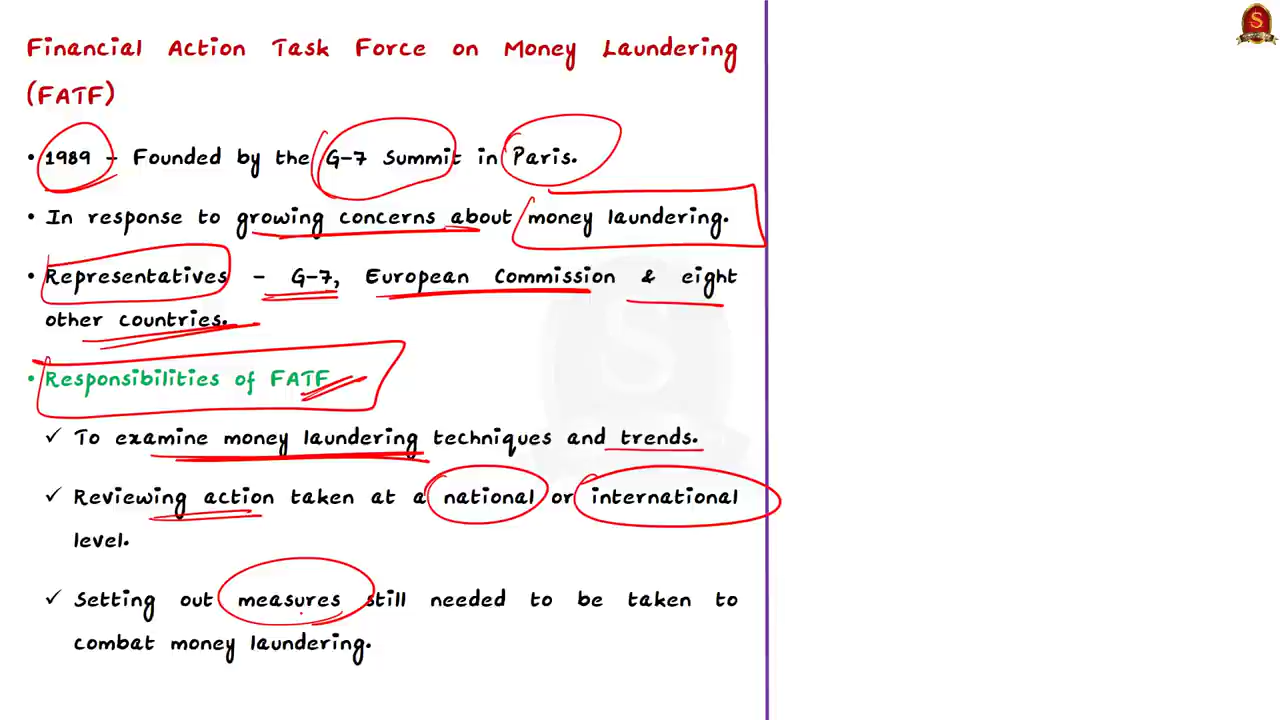 Financial Action Task Force on Money Laundering
(FATF)
• 1989 - Founded by the G-7 Summit in Paris.
• In response to growing concerns about money laundering.
• Representatives - G-7, European Commission & eight
other countries.
• Responsibilities of FATF
✓ To examine money laundering techniques and trends.
✓ Reviewing action taken at a national or international
level.
✓ Setting out measures still needed to be taken to
combat money laundering.
S